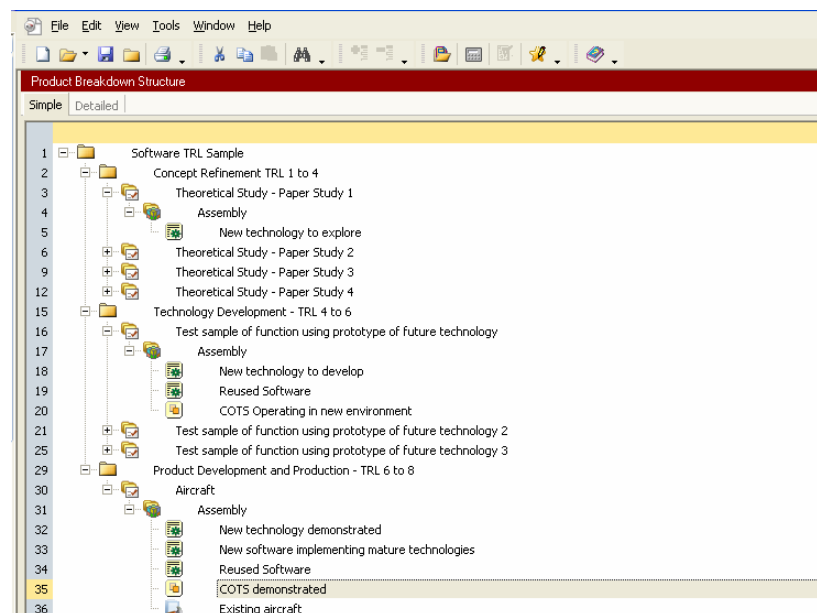 File Edit View Tools Window Help
Product Breakdown Structure
Simple Detailed
1 Software TRL Sample
2 Concept Refinement TRL 1 to 4
3 Theoretical Study - Paper Study 1
4 Assembly
5 New technology to explore
6 Theoretical Study - Paper Study 2
9 Theoretical Study - Paper Study 3
12 Theoretical Study - Paper Study 4
15 Technology Development - TRL 4 to 6
16 Test sample of function using prototype of future technology
17 Assembly
18 New technology to develop
19 Reused Software
20 COTS Operating in new environment
21 Test sample of function using prototype of future technology 2
25 Test sample of function using prototype of future technology 3
29 Product Development and Production - TRL 6 to 8
30 Aircraft
31 Assembly
32 New technology demonstrated
33 New software implementing mature technologies
34 Reused Software
35 COTS demonstrated
36 Existing aircraft